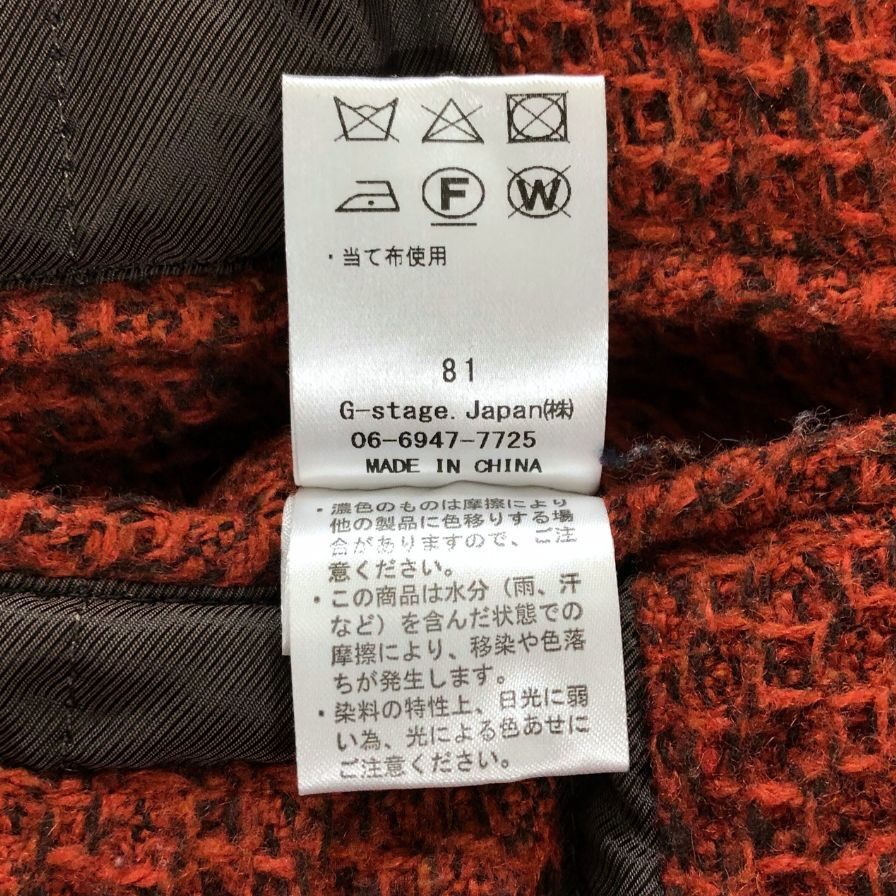 F W
・当て布使用
81
G-stage.Japan㈱
06-6947-7725
MADE IN CHINA
・濃色のものは摩擦により
他の製品に色移りする場
合がありますので、ご注
意ください。
・この商品は水分（雨、汗
など）を含んだ状態での
摩擦により、移染や色落
ちが発生します。
・染料の特性上、日光に弱
い為、光による色あせに
ご注意ください。